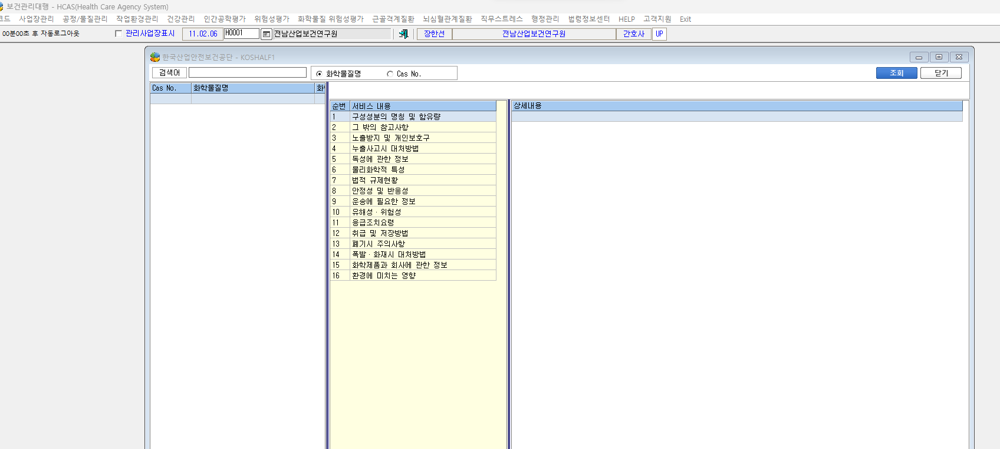 보건관리대행 - HCAS(Health Care Agency System)
코드 사업장관리 공정/물질관리 작업환경관리 건강관리 인간공학평가 위험성평가 화학물질 위험성평가 근골격계질환 뇌심혈관계질환 직무스트레스 행정관리 법령정보센터 HELP 고객지원 Exit
00분00초 후 자동로그아웃 관리사업장표시 11.02.06 H0001 전남산업보건연구원 장한선 전남산업보건연구원 간호사 UP
한국산업안전보건공단 - KOSHALF1
검색어 화학물질명 Cas No. 조회 닫기
Cas No. 화학물질명
순번 서비스 내용 상세내용
1 구성성분의 명칭 및 함유량
2 그 밖의 참고사항
3 노출방지 및 개인보호구
4 누출사고시 대처방법
5 독성에 관한 정보
6 물리화학적 특성
7 법적 규제현황
8 안정성 및 반응성
9 운송에 필요한 정보
10 유해성·위험성
11 응급조치요령
12 취급 및 저장방법
13 폐기시 주의사항
14 폭발·화재시 대처방법
15 화학제품과 회사에 관한 정보
16 환경에 미치는 영향